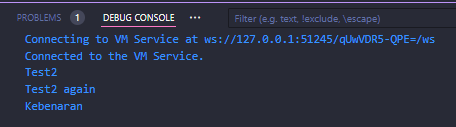 PROBLEMS 1 DEBUG CONSOLE ... Filter (e.g. text, !exclude, \escape)
Connecting to VM Service at ws://127.0.0.1:51245/qUwVDR5-QPE=/ws
Connected to the VM Service.
Test2
Test2 again
Kebenaran